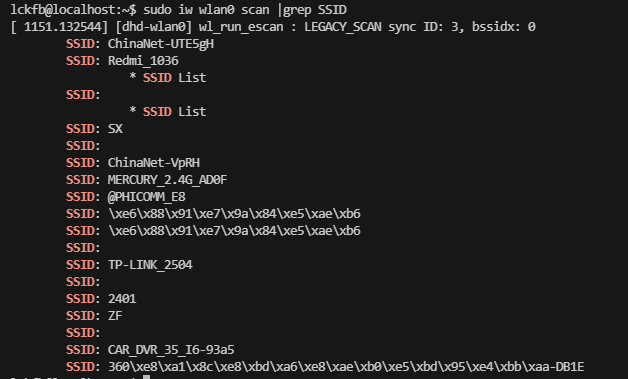 lckfb@localhost:~$ sudo iw wlan0 scan |grep SSID
[ 1151.132544] [dhd-wlan0] wl_run_escan : LEGACY_SCAN sync ID: 3, bssidx: 0
SSID: ChinaNet-UTE5gH
SSID: Redmi_1036
* SSID List
SSID:
* SSID List
SSID: SX
SSID:
SSID: ChinaNet-VpRH
SSID: MERCURY_2.4G_AD0F
SSID: @PHICOMM_E8
SSID: \xe6\x88\x91\xe7\x9a\x84\xe5\xae\xb6
SSID: \xe6\x88\x91\xe7\x9a\x84\xe5\xae\xb6
SSID:
SSID: TP-LINK_2504
SSID:
SSID: 2401
SSID: ZF
SSID:
SSID: CAR_DVR_35_I6-93a5
SSID: 360\xe8\xa1\x8c\xe8\xbd\xa6\xe8\xae\xb0\xe5\xbd\x95\xe4\xbb\xaa-DB1E